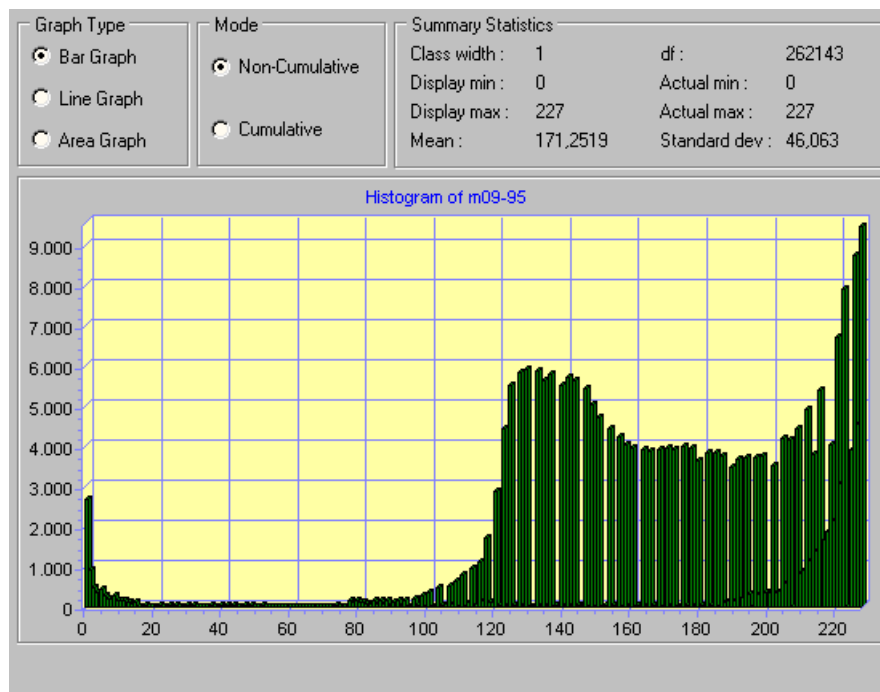 Graph Type
Bar Graph
Line Graph
Area Graph
Mode
Non-Cumulative
Cumulative
Summary Statistics
Class width : 1 df : 262143
Display min : 0 Actual min : 0
Display max : 227 Actual max : 227
Mean : 171,2519 Standard dev : 46,063
Histogram of m09-95
9.000
8.000
7.000
6.000
5.000
4.000
3.000
2.000
1.000
0
0 20 40 60 80 100 120 140 160 180 200 220